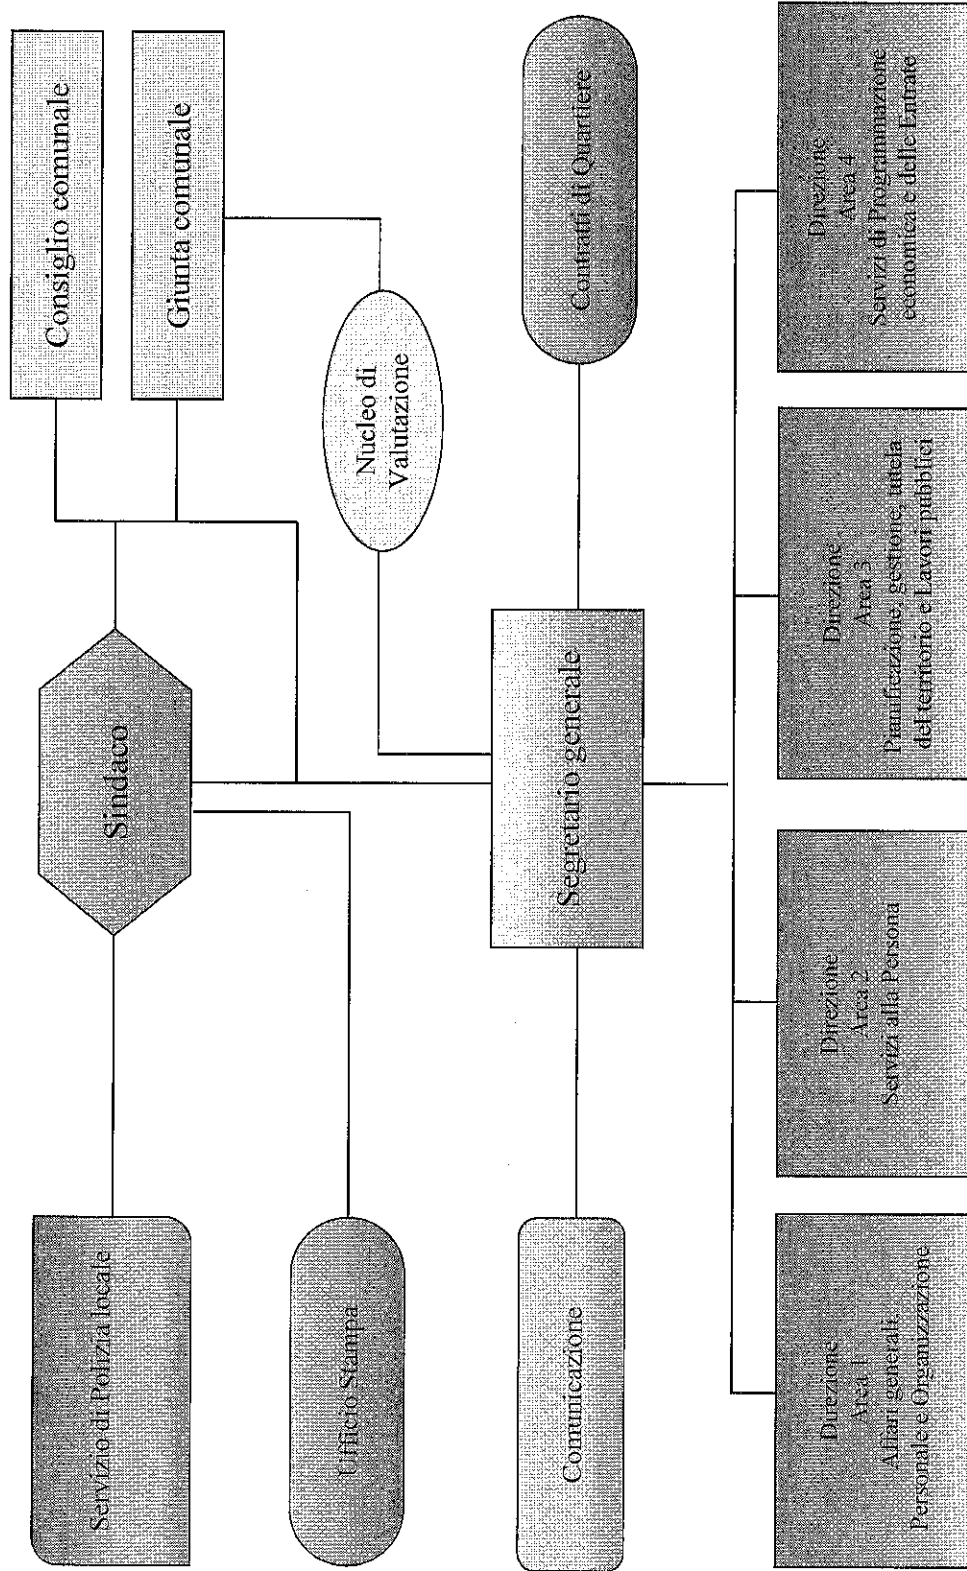 Consiglio comunale
Giunta comunale
Sindaco
Servizio di Polizia locale
Ufficio Stampa
Nucleo di
Valutazione
Comunicazione
Segretario generale
Contratti di Quartiere
Direzione
Area 1
Affari generali,
Personale e Organizzazione
Direzione
Area 2
Servizi alla Persona
Direzione
Area 3
Pianificazione, gestione, tutela
del territorio e Lavori pubblici
Direzione
Area 4
Servizi di Programmazione
economica e delle Entrate